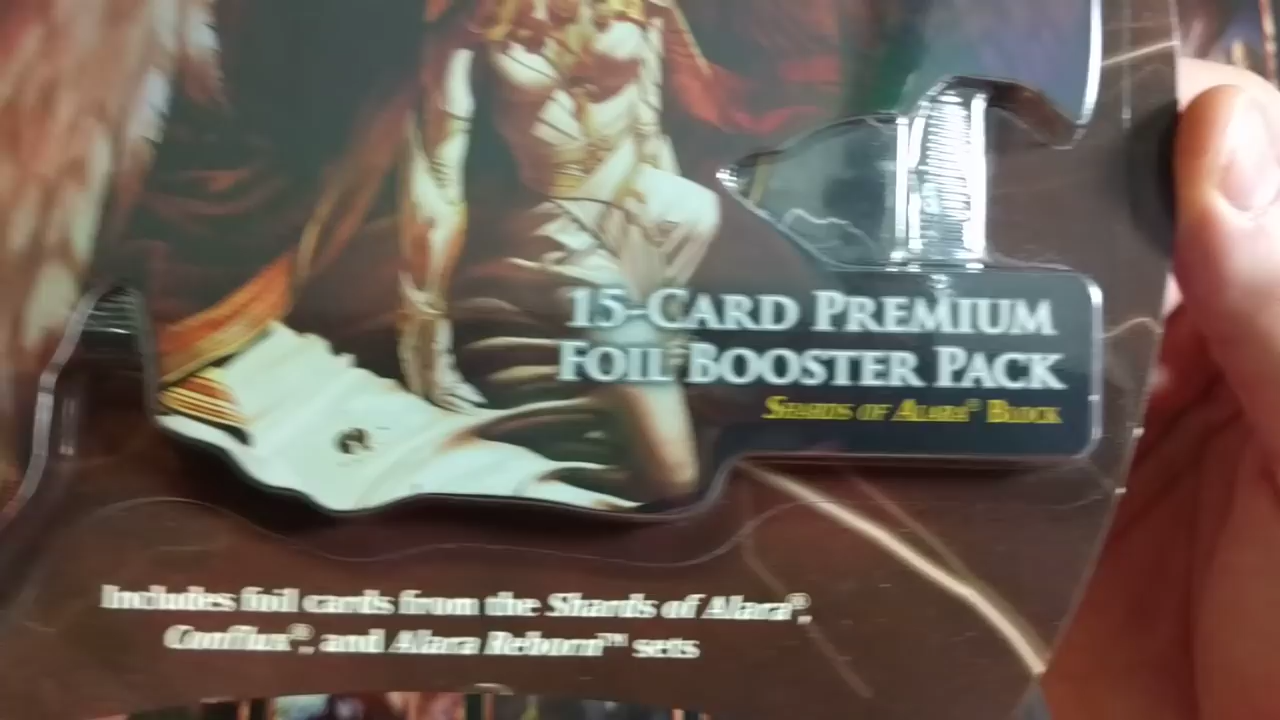 15-CARD PREMIUM
FOIL BOOSTER PACK
SHARDS OF ALARA® BLOCK
Includes foil cards from the Shards of Alara®,
Conflux®, and Alara Reborn™ sets